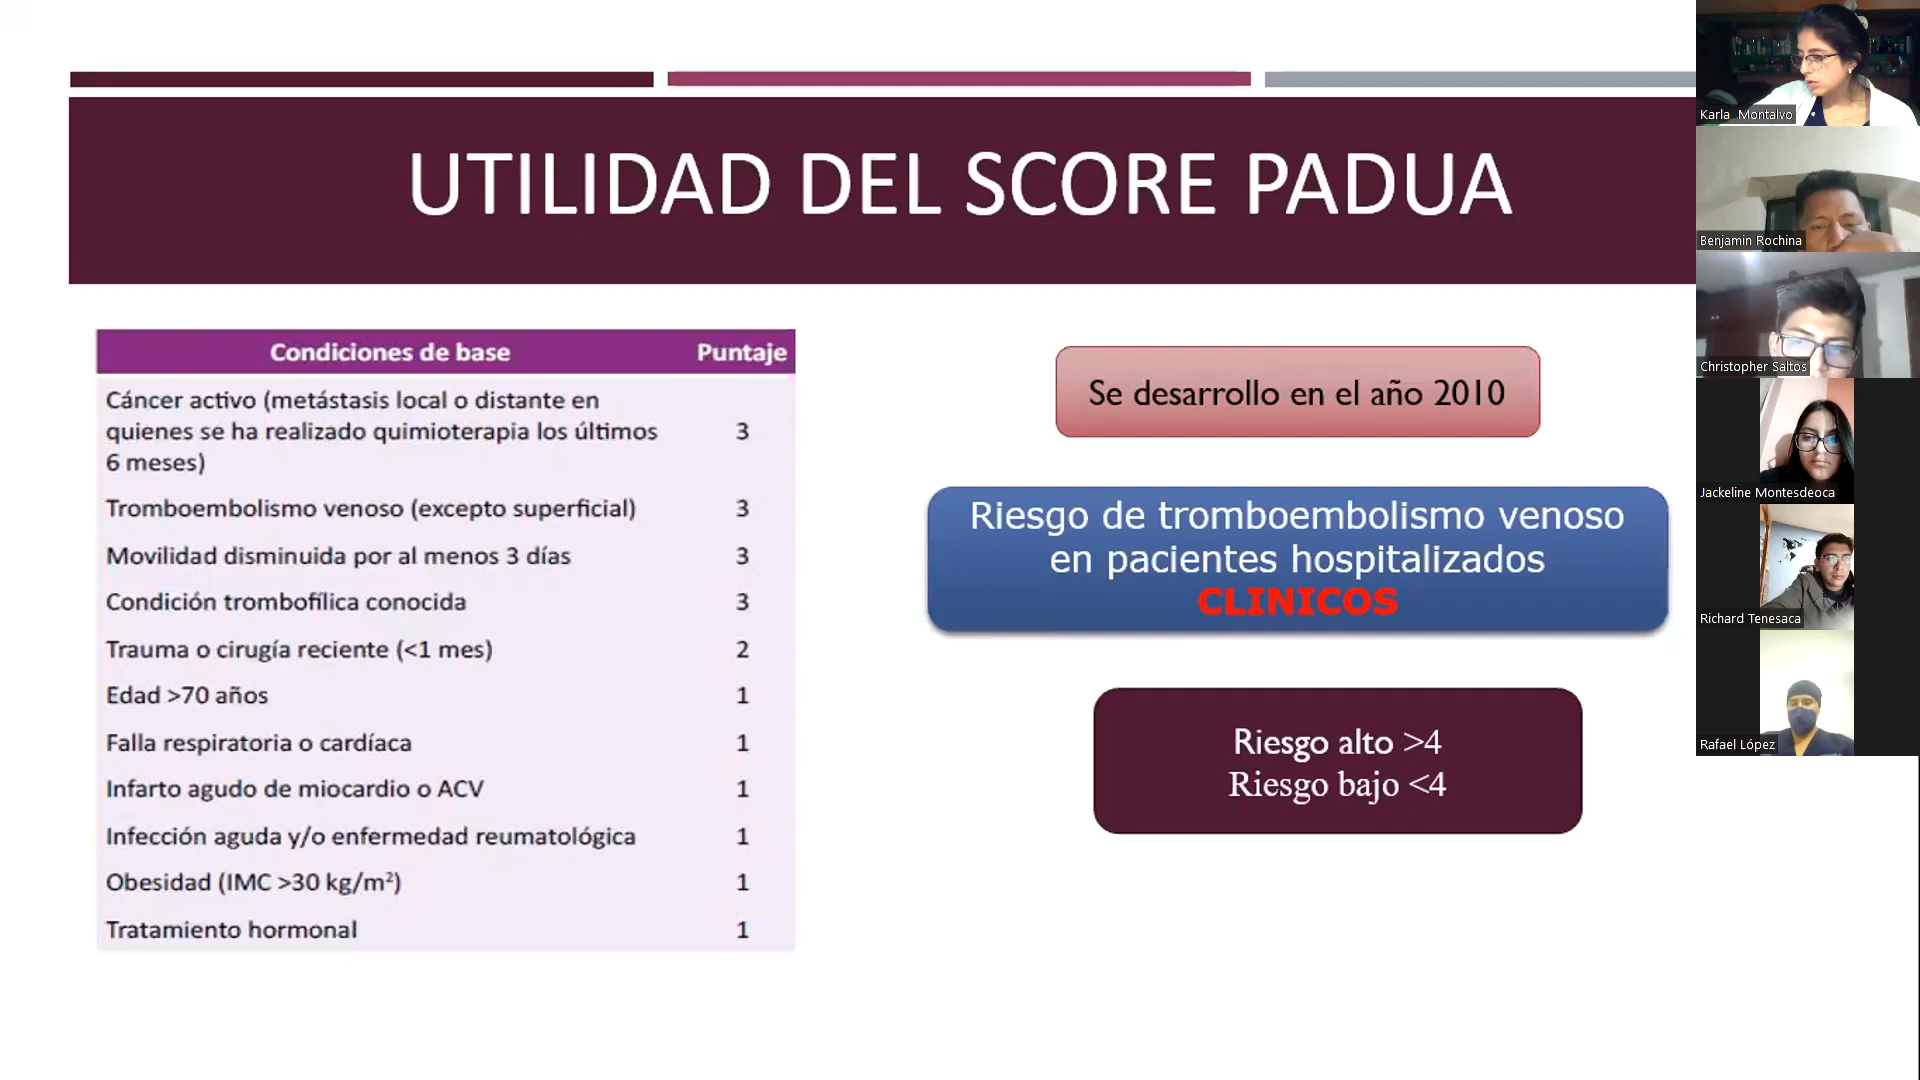 UTILIDAD DEL SCORE PADUA
Condiciones de base Puntaje
Cáncer activo (metástasis local o distante en
quienes se ha realizado quimioterapia los últimos 3
6 meses)
Tromboembolismo venoso (excepto superficial) 3
Movilidad disminuida por al menos 3 días 3
Condición trombofílica conocida 3
Trauma o cirugía reciente (<1 mes) 2
Edad >70 años 1
Falla respiratoria o cardíaca 1
Infarto agudo de miocardio o ACV 1
Infección aguda y/o enfermedad reumatológica 1
Obesidad (IMC >30 kg/m²) 1
Tratamiento hormonal 1
Se desarrollo en el año 2010
Riesgo de tromboembolismo venoso
en pacientes hospitalizados
CLINICOS
Riesgo alto >4
Riesgo bajo <4
Karla Montalvo
Benjamin Rochina
Christopher Saltos
Jackeline Montesdeoca
Richard Tenesaca
Rafael López